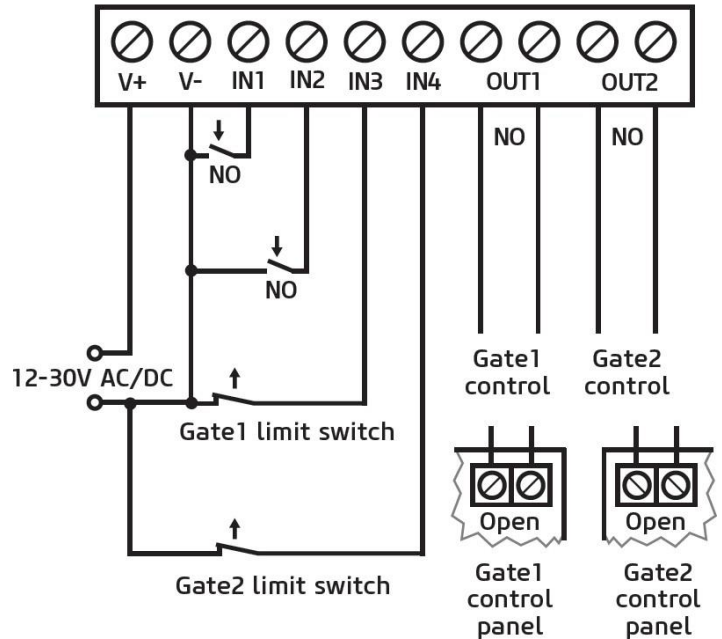 V+ V- IN1 IN2 IN3 IN4 OUT1 OUT2
NO NO
NO
NO
12-30V AC/DC
Gate1 limit switch
Gate2 limit switch
Gate1
control
Gate2
control
Open
Gate1
control
panel
Open
Gate2
control
panel